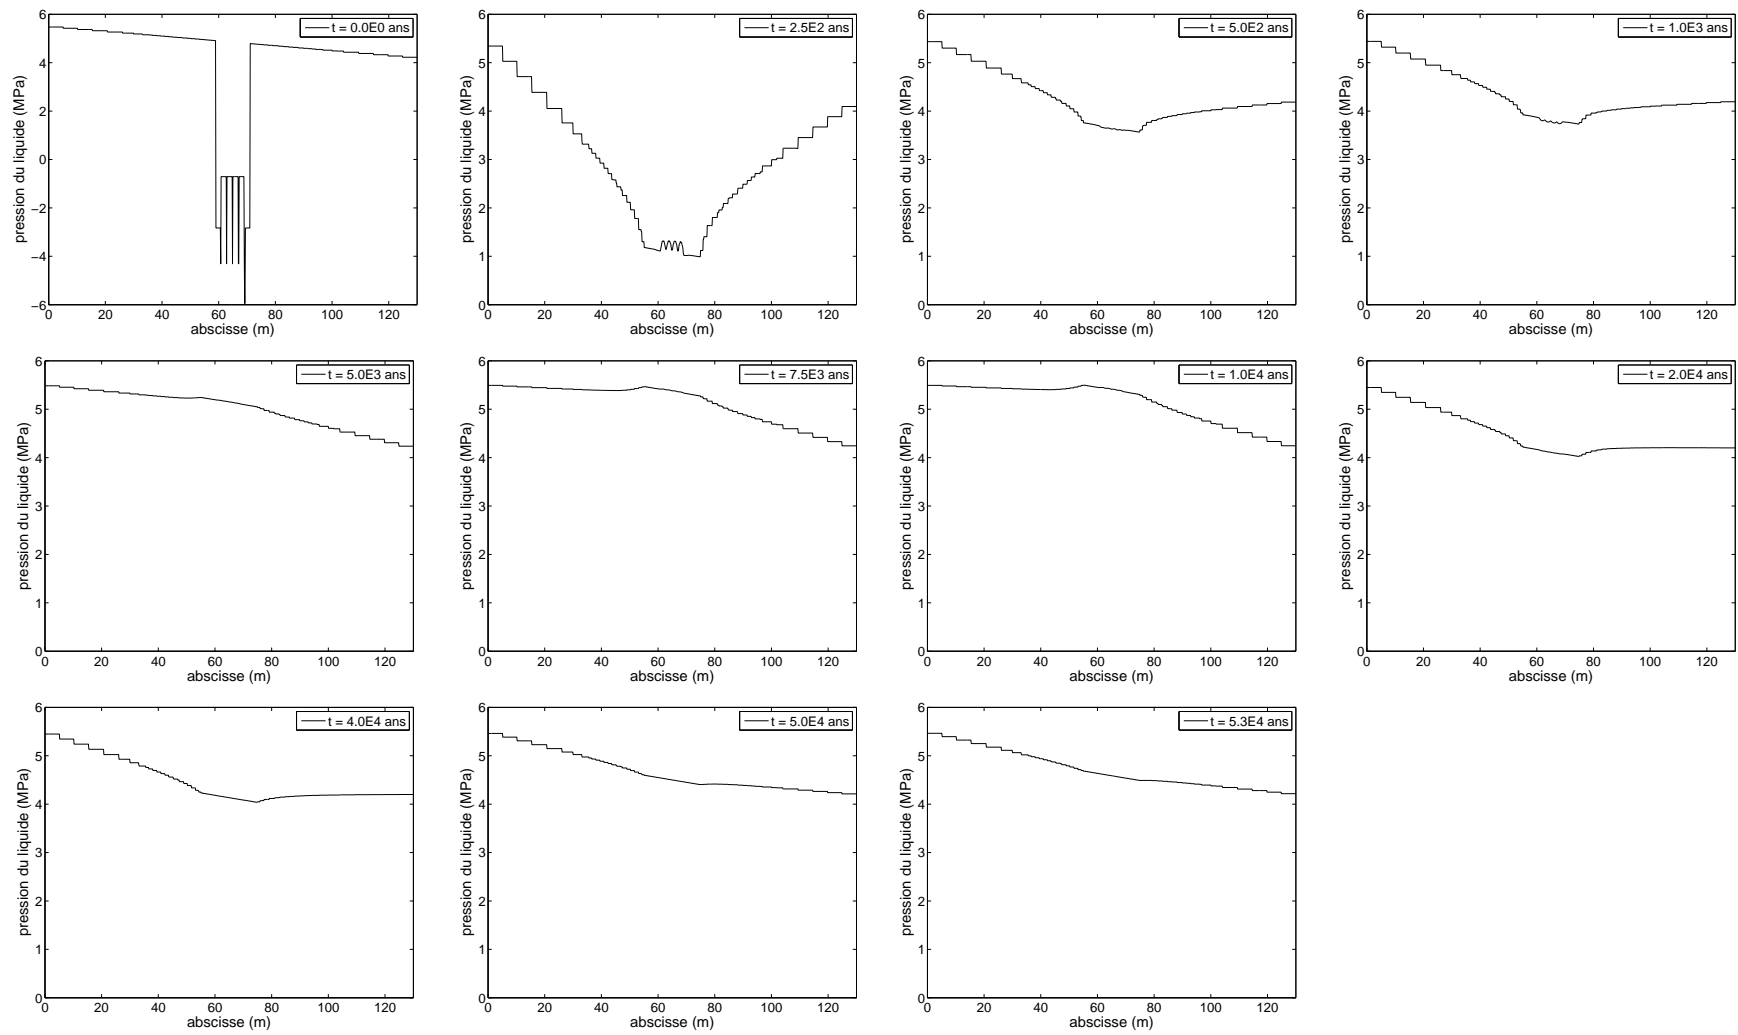 t = 0.0E0 ans
6
4
2
0
−2
−4
−6
pression du liquide (MPa)
0 20 40 60 80 100 120
abscisse (m)
t = 2.5E2 ans
6
5
4
3
2
1
0
pression du liquide (MPa)
0 20 40 60 80 100 120
abscisse (m)
t = 5.0E2 ans
6
5
4
3
2
1
0
pression du liquide (MPa)
0 20 40 60 80 100 120
abscisse (m)
t = 1.0E3 ans
6
5
4
3
2
1
0
pression du liquide (MPa)
0 20 40 60 80 100 120
abscisse (m)
t = 5.0E3 ans
6
5
4
3
2
1
0
pression du liquide (MPa)
0 20 40 60 80 100 120
abscisse (m)
t = 7.5E3 ans
6
5
4
3
2
1
0
pression du liquide (MPa)
0 20 40 60 80 100 120
abscisse (m)
t = 1.0E4 ans
6
5
4
3
2
1
0
pression du liquide (MPa)
0 20 40 60 80 100 120
abscisse (m)
t = 2.0E4 ans
6
5
4
3
2
1
0
pression du liquide (MPa)
0 20 40 60 80 100 120
abscisse (m)
t = 4.0E4 ans
6
5
4
3
2
1
0
pression du liquide (MPa)
0 20 40 60 80 100 120
abscisse (m)
t = 5.0E4 ans
6
5
4
3
2
1
0
pression du liquide (MPa)
0 20 40 60 80 100 120
abscisse (m)
t = 5.3E4 ans
6
5
4
3
2
1
0
pression du liquide (MPa)
0 20 40 60 80 100 120
abscisse (m)